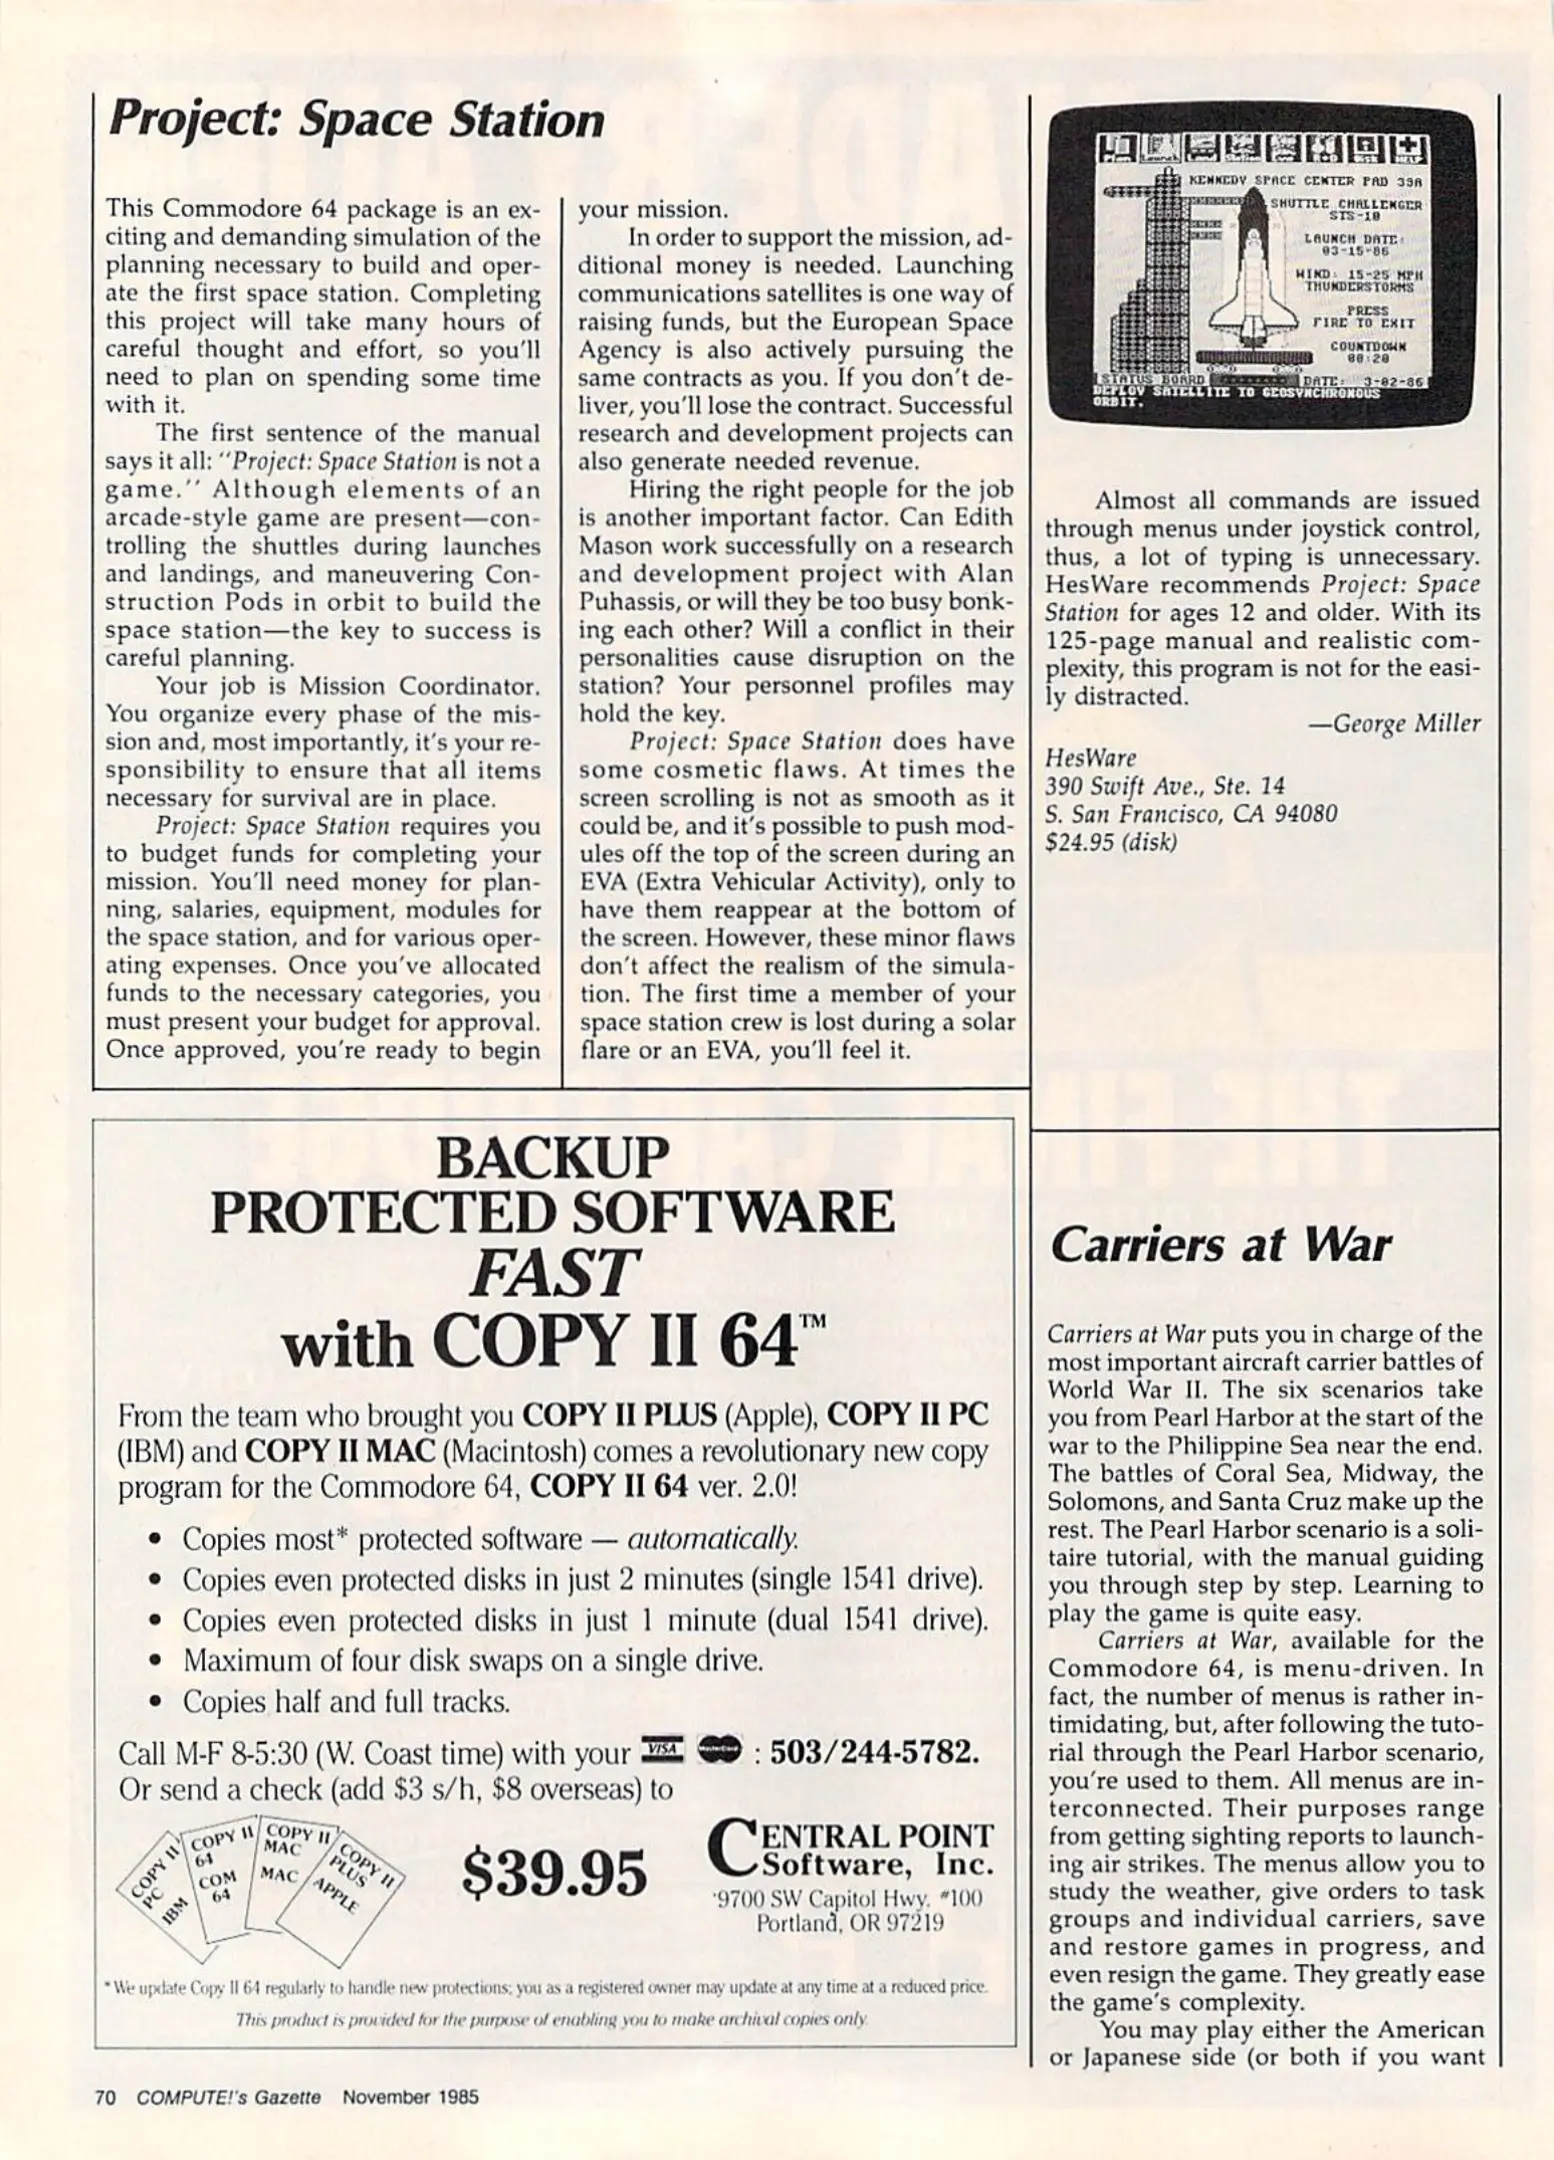 Project: Space Station
This Commodore 64 package is an ex-
citing and demanding simulation of the
planning necessary to build and oper-
ate the first space station. Completing
this project will take many hours of
careful thought and effort, so you'll
need to plan on spending some time
with it.
The first sentence of the manual
says it all: "Project: Space Station is not a
game." Although elements of an
arcade-style game are present—con-
trolling the shuttles during launches
and landings, and maneuvering Con-
struction Pods in orbit to build the
space station—the key to success is
careful planning.
Your job is Mission Coordinator.
You organize every phase of the mis-
sion and, most importantly, it's your re-
sponsibility to ensure that all items
necessary for survival are in place.
Project: Space Station requires you
to budget funds for completing your
mission. You'll need money for plan-
ning, salaries, equipment, modules for
the space station, and for various oper-
ating expenses. Once you've allocated
funds to the necessary categories, you
must present your budget for approval.
Once approved, you're ready to begin
your mission.
In order to support the mission, ad-
ditional money is needed. Launching
communications satellites is one way of
raising funds, but the European Space
Agency is also actively pursuing the
same contracts as you. If you don't de-
liver, you'll lose the contract. Successful
research and development projects can
also generate needed revenue.
Hiring the right people for the job
is another important factor. Can Edith
Mason work successfully on a research
and development project with Alan
Puhassis, or will they be too busy bonk-
ing each other? Will a conflict in their
personalities cause disruption on the
station? Your personnel profiles may
hold the key.
Project: Space Station does have
some cosmetic flaws. At times the
screen scrolling is not as smooth as it
could be, and it's possible to push mod-
ules off the top of the screen during an
EVA (Extra Vehicular Activity), only to
have them reappear at the bottom of
the screen. However, these minor flaws
don't affect the realism of the simula-
tion. The first time a member of your
space station crew is lost during a solar
flare or an EVA, you'll feel it.
KENNEDY SPACE CENTER PAD 39A
SHUTTLE CHALLENGER
STS-10
LAUNCH DATE:
03-15-86
WIND: 15-25 MPH
THUNDERSTORMS
PRESS
FIRE TO EXIT
COUNTDOWN
00:20
STATUS BOARD DATE: 3-02-86
DEPLOY SATELLITE TO GEOSYNCHRONOUS
ORBIT.
Almost all commands are issued
through menus under joystick control,
thus, a lot of typing is unnecessary.
HesWare recommends Project: Space
Station for ages 12 and older. With its
125-page manual and realistic com-
plexity, this program is not for the easi-
ly distracted.
—George Miller
HesWare
390 Swift Ave., Ste. 14
S. San Francisco, CA 94080
$24.95 (disk)
BACKUP
PROTECTED SOFTWARE
FAST
with COPY II 64™
From the team who brought you COPY II PLUS (Apple), COPY II PC
(IBM) and COPY II MAC (Macintosh) comes a revolutionary new copy
program for the Commodore 64, COPY II 64 ver. 2.0!
• Copies most* protected software — automatically.
• Copies even protected disks in just 2 minutes (single 1541 drive).
• Copies even protected disks in just 1 minute (dual 1541 drive).
• Maximum of four disk swaps on a single drive.
• Copies half and full tracks.
Call M-F 8-5:30 (W. Coast time) with your VISA MasterCard : 503/244-5782.
Or send a check (add $3 s/h, $8 overseas) to
COPY II
PC
IBM
COPY II
64
COM
64
COPY II
MAC
MAC
COPY II
PLUS
APPLE
$39.95
CENTRAL POINT
Software, Inc.
9700 SW Capitol Hwy. #100
Portland, OR 97219
*We update Copy II 64 regularly to handle new protections; you as a registered owner may update at any time at a reduced price.
This product is provided for the purpose of enabling you to make archival copies only.
Carriers at War
Carriers at War puts you in charge of the
most important aircraft carrier battles of
World War II. The six scenarios take
you from Pearl Harbor at the start of the
war to the Philippine Sea near the end.
The battles of Coral Sea, Midway, the
Solomons, and Santa Cruz make up the
rest. The Pearl Harbor scenario is a soli-
taire tutorial, with the manual guiding
you through step by step. Learning to
play the game is quite easy.
Carriers at War, available for the
Commodore 64, is menu-driven. In
fact, the number of menus is rather in-
timidating, but, after following the tuto-
rial through the Pearl Harbor scenario,
you're used to them. All menus are in-
terconnected. Their purposes range
from getting sighting reports to launch-
ing air strikes. The menus allow you to
study the weather, give orders to task
groups and individual carriers, save
and restore games in progress, and
even resign the game. They greatly ease
the game's complexity.
You may play either the American
or Japanese side (or both if you want
70 COMPUTE!'s Gazette November 1985